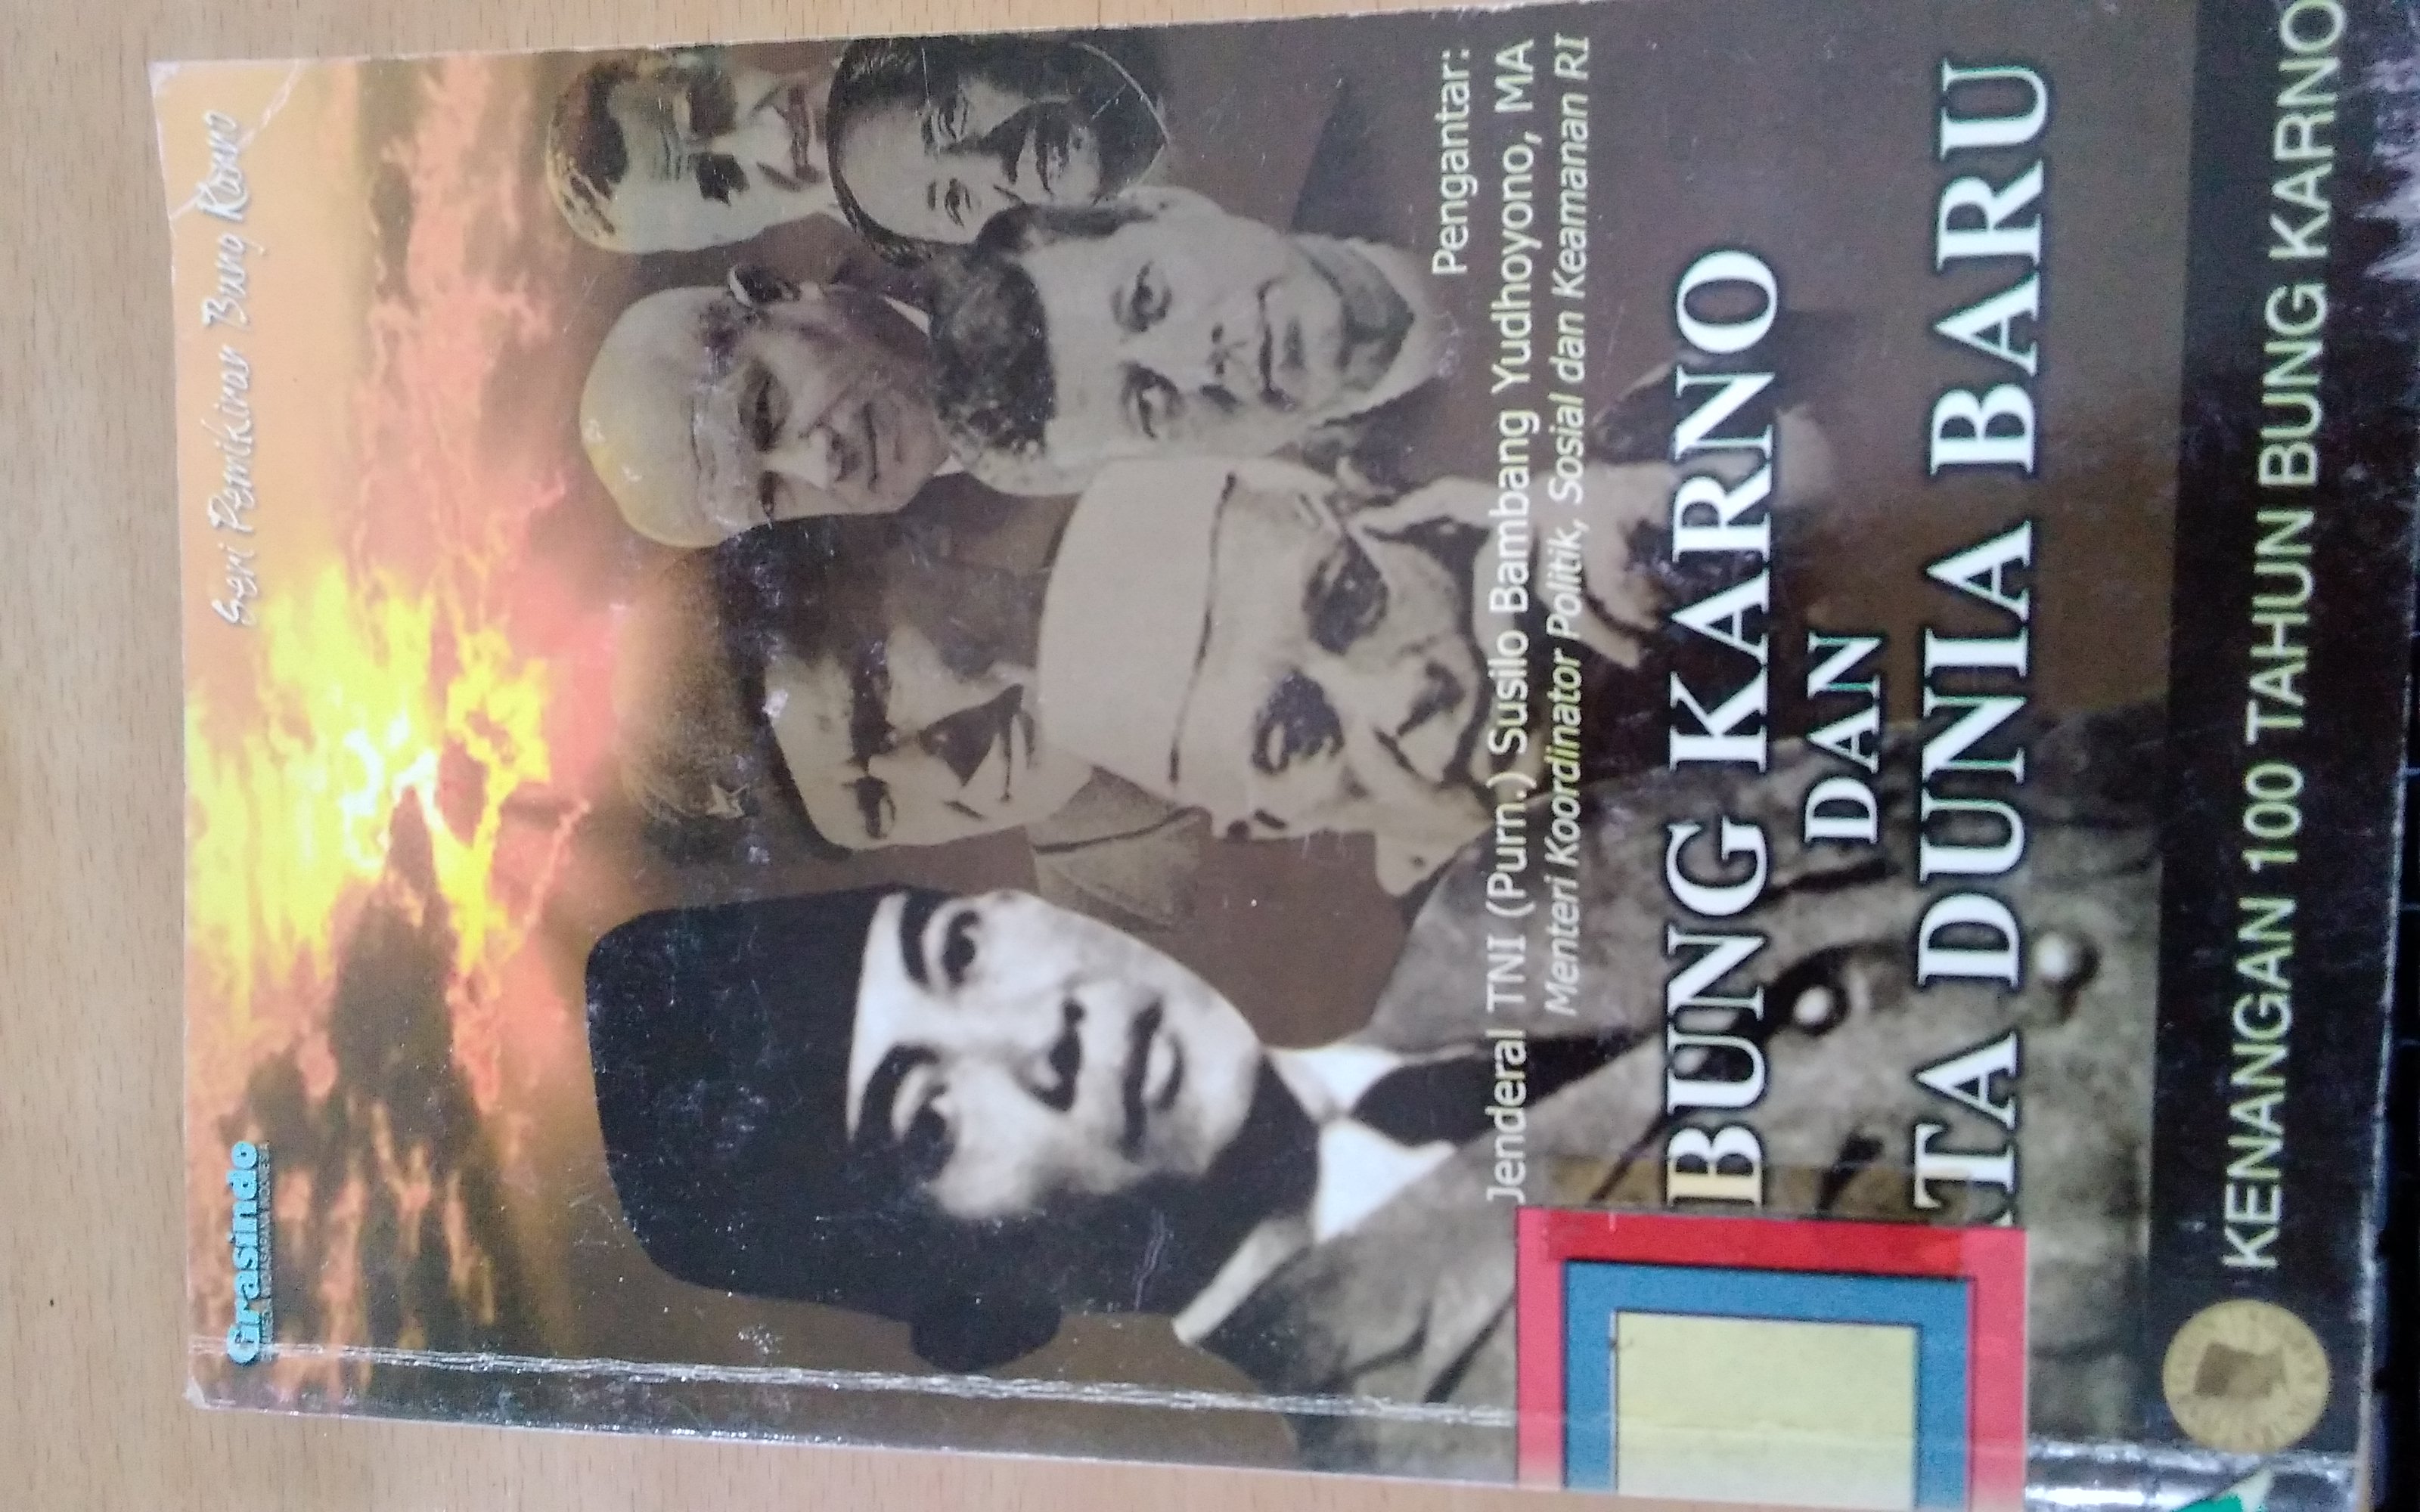 Grasindo
Seri Pemikiran Bung Karno
Pengantar:
Jenderal TNI (Purn.) Susilo Bambang Yudhoyono, MA
Menteri Koordinator Politik, Sosial dan Keamanan RI
BUNG KARNO
DAN
TA DUNIA BARU
KENANGAN 100 TAHUN BUNG KARNO